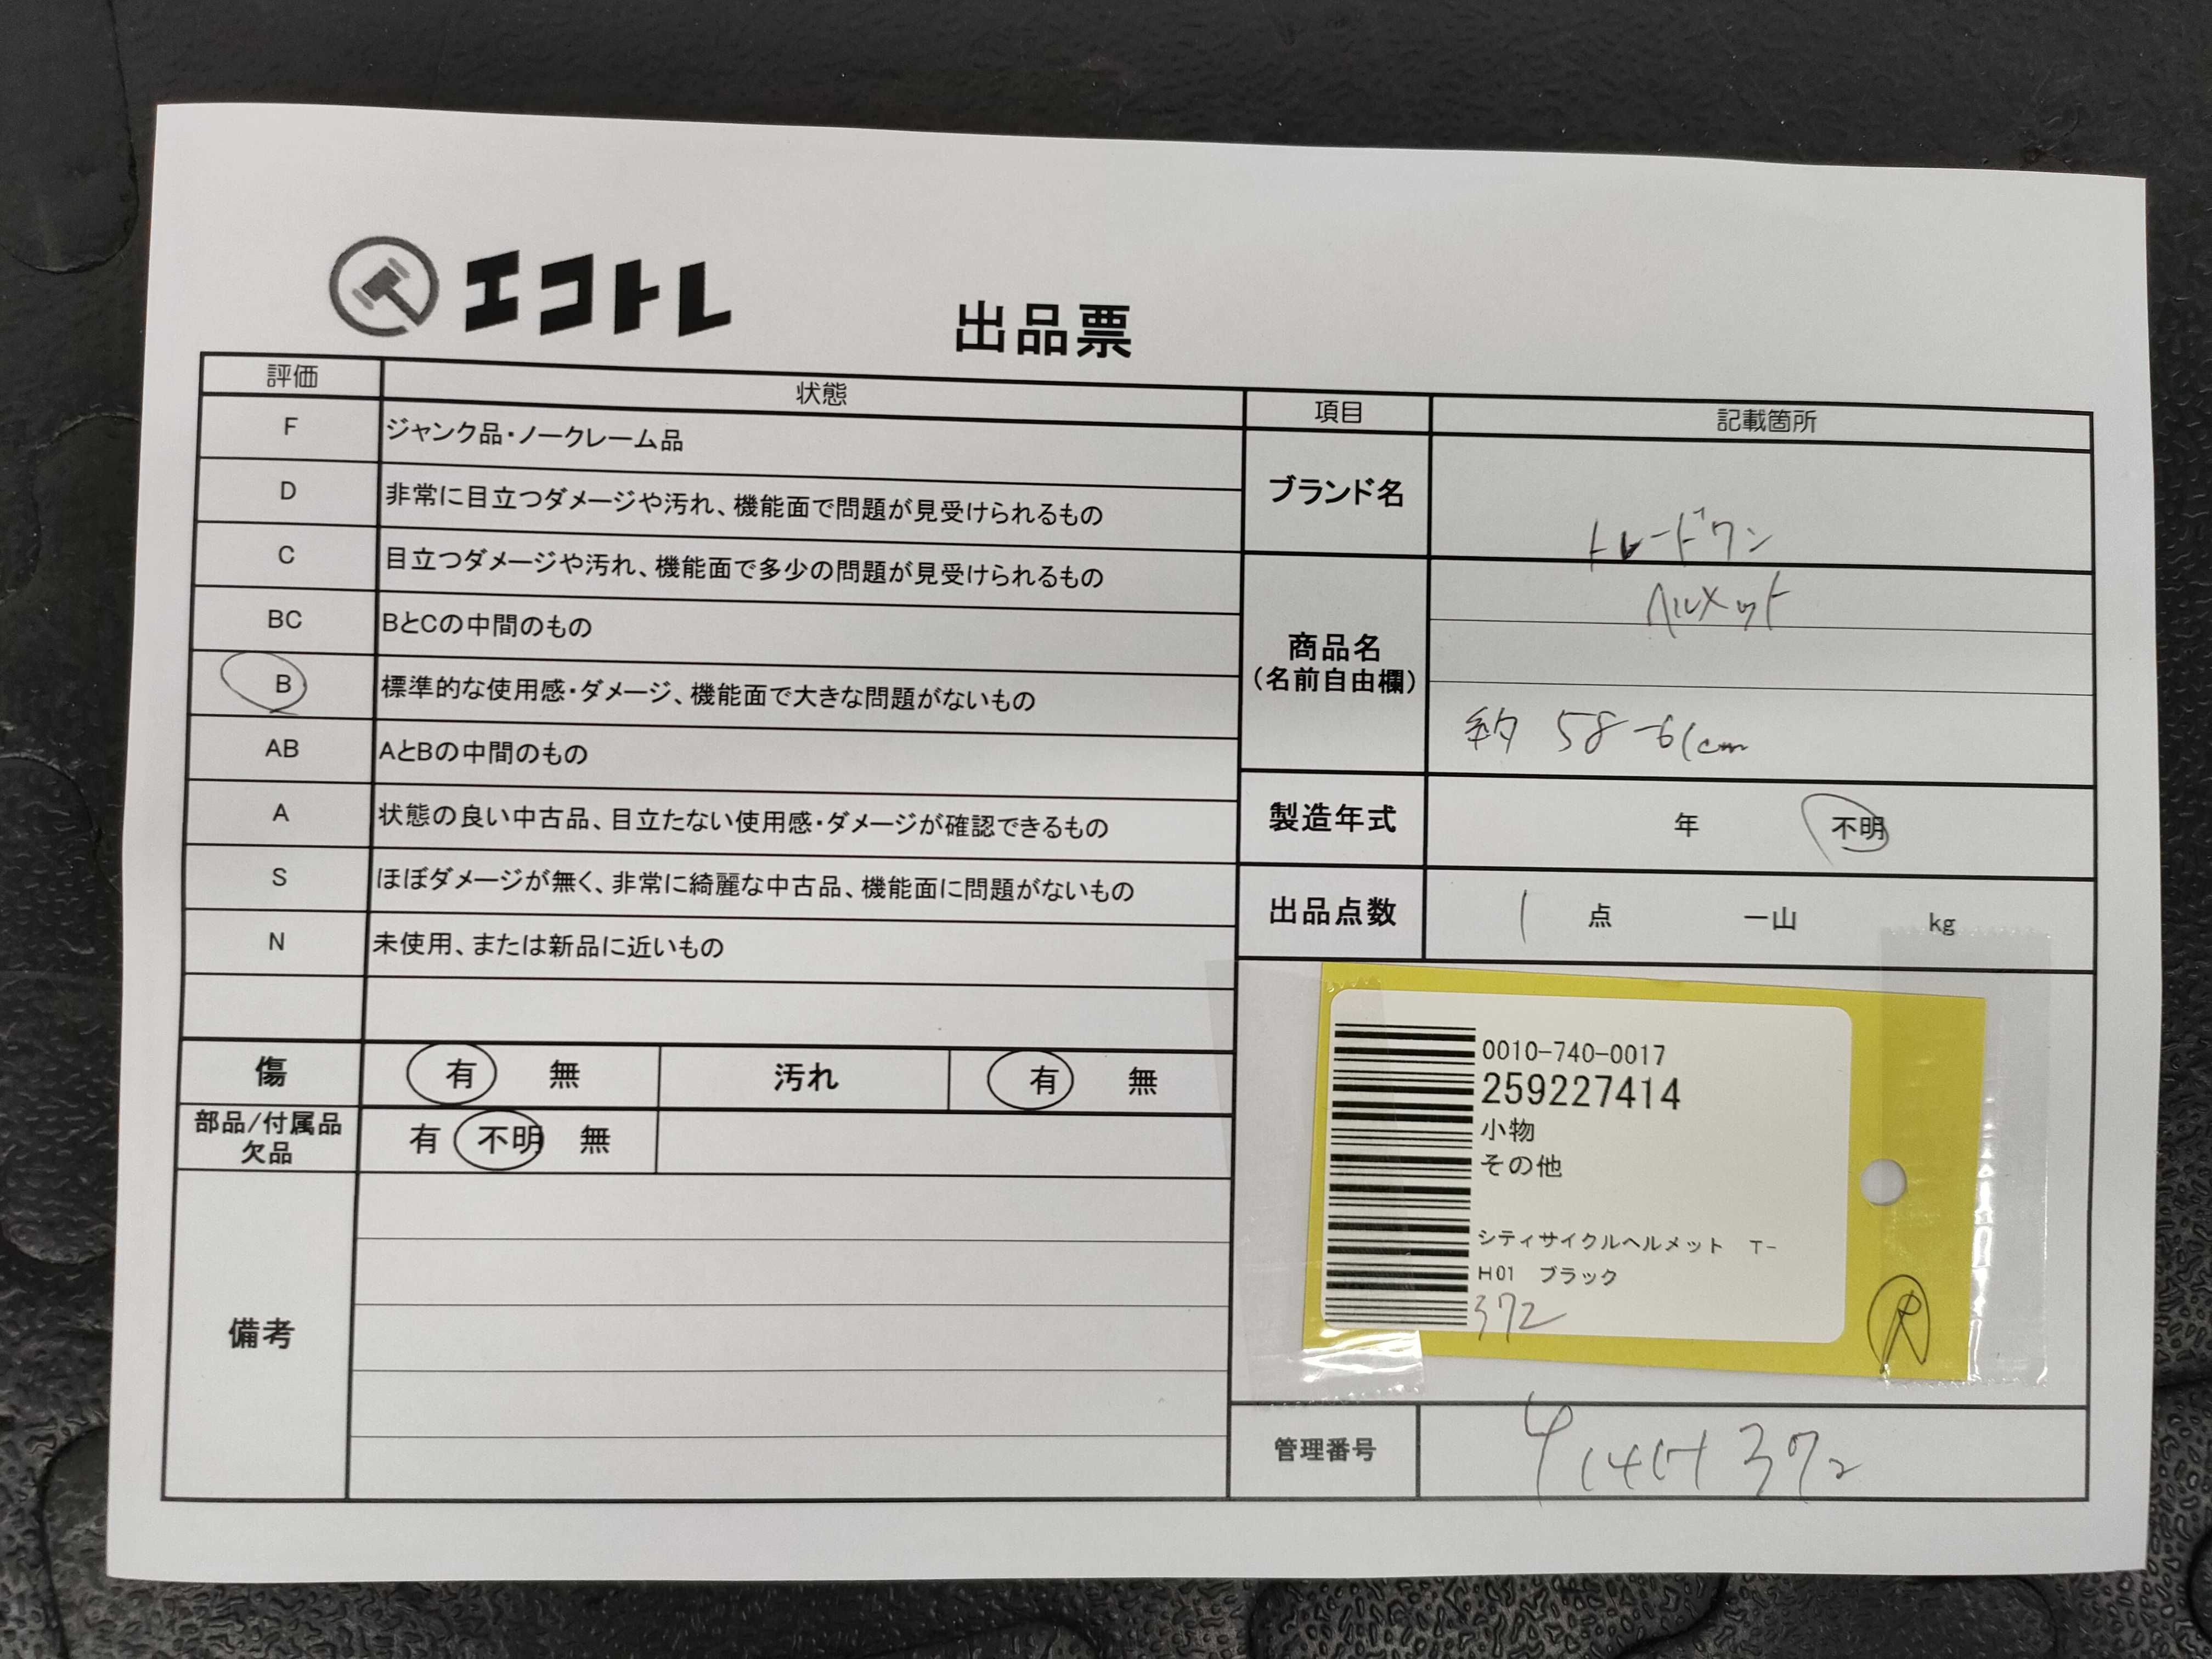 エコトレ
出品票
評価 状態
F ジャンク品・ノークレーム品
D 非常に目立つダメージや汚れ、機能面で問題が見受けられるもの
C 目立つダメージや汚れ、機能面で多少の問題が見受けられるもの
BC BとCの中間のもの
B 標準的な使用感・ダメージ、機能面で大きな問題がないもの
AB AとBの中間のもの
A 状態の良い中古品、目立たない使用感・ダメージが確認できるもの
S ほぼダメージが無く、非常に綺麗な中古品、機能面に問題がないもの
N 未使用、または新品に近いもの
傷 有 無 汚れ 有 無
部品/付属品
欠品 有 不明 無
備考
項目 記載箇所
ブランド名 トレードワン
商品名
(名前自由欄)
ヘルメット
約 58-61cm
製造年式 年 不明
出品点数 1 点 一山 kg
0010-740-0017
259227414
小物
その他
シティサイクルヘルメット T-
H01 ブラック
372
R
管理番号